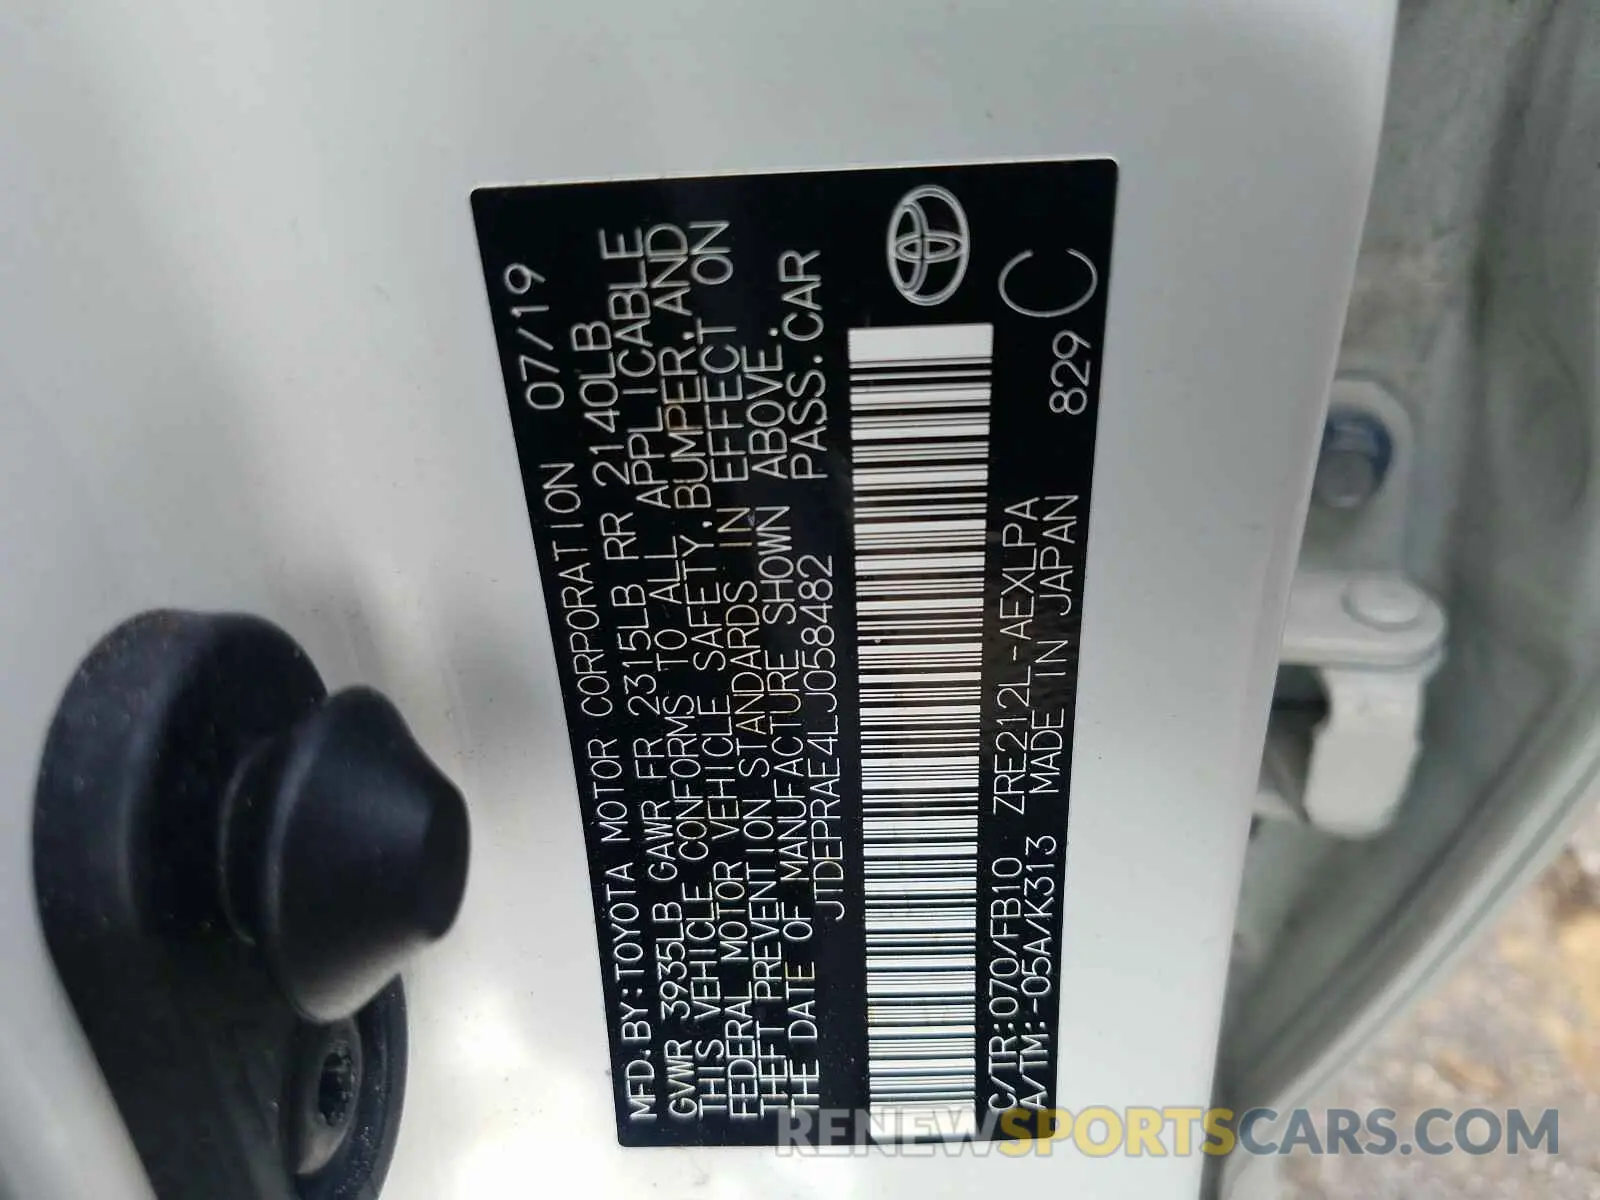 MFD.BY:TOYOTA MOTOR CORPORATION 07/19
GVWR 3935LB GAWR FR 2315LB RR 2140LB
THIS VEHICLE CONFORMS TO ALL APPLICABLE
FEDERAL MOTOR VEHICLE SAFETY,BUMPER,AND
THEFT PREVENTION STANDARDS IN EFFECT ON
THE DATE OF MANUFACTURE SHOWN ABOVE.
JTDEPRAE4LJ058482 PASS.CAR
C/TR:070/FB10 ZRE212L-AEXLPA 829 C
A/TM:-05A/K313 MADE IN JAPAN
RENEWSPORTSCARS.COM